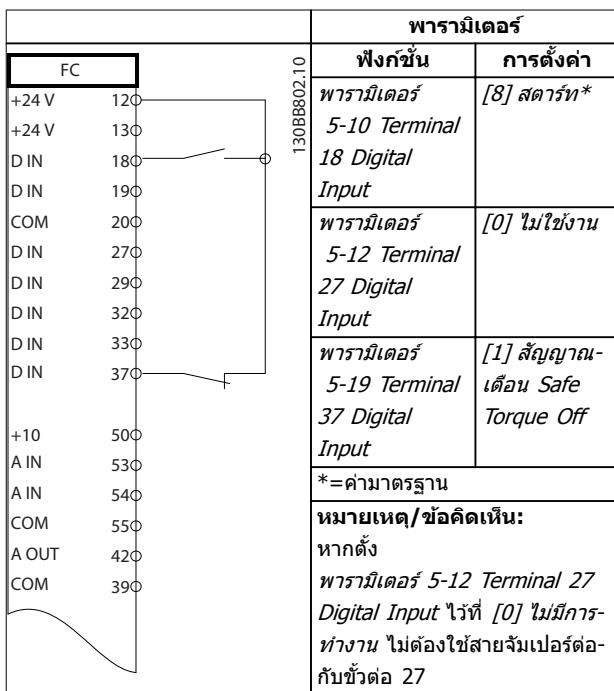 FC
+24 V 12
+24 V 13
D IN 18
D IN 19
COM 20
D IN 27
D IN 29
D IN 32
D IN 33
D IN 37
+10 50
A IN 53
A IN 54
COM 55
A OUT 42
COM 39
130BB802.10
พารามิเตอร์
ฟังก์ชั่น การตั้งค่า
พารามิเตอร์ [8] สตาร์ท*
5-10 Terminal
18 Digital
Input
พารามิเตอร์ [0] ไม่ใช้งาน
5-12 Terminal
27 Digital
Input
พารามิเตอร์ [1] สัญญาณ-
5-19 Terminal เตือน Safe
37 Digital Torque Off
Input
*=ค่ามาตรฐาน
หมายเหตุ/ข้อคิดเห็น:
หากตั้ง
พารามิเตอร์ 5-12 Terminal 27
Digital Input ไว้ที่ [0] ไม่มีการ-
ทำงาน ไม่ต้องใช้สายจัมเปอร์ต่อ-
กับขั้วต่อ 27